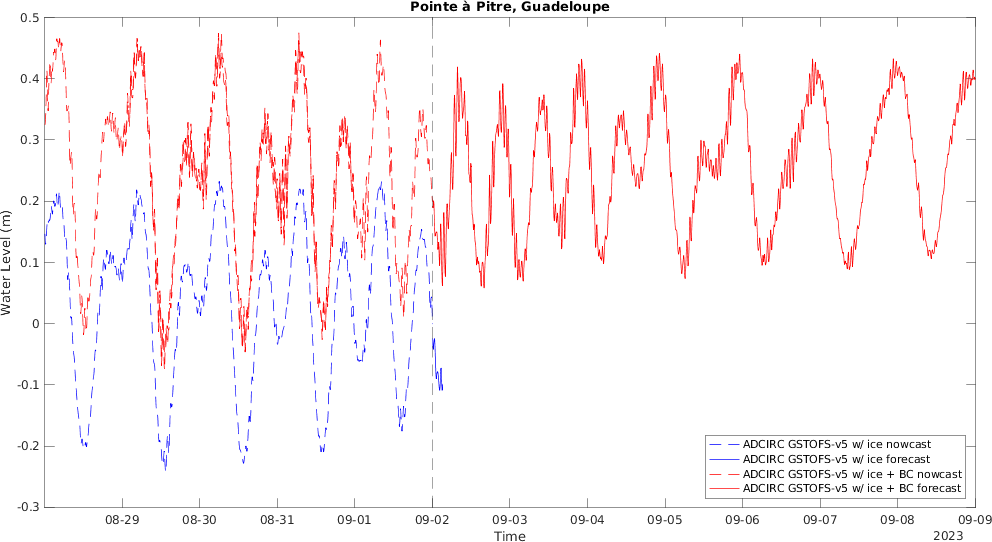 Pointe à Pitre, Guadeloupe
0.5
0.4
0.3
0.2
0.1
0
-0.1
-0.2
-0.3
Water Level (m)
ADCIRC GSTOFS-v5 w/ ice nowcast
ADCIRC GSTOFS-v5 w/ ice forecast
ADCIRC GSTOFS-v5 w/ ice + BC nowcast
ADCIRC GSTOFS-v5 w/ ice + BC forecast
08-29 08-30 08-31 09-01 09-02 09-03 09-04 09-05 09-06 09-07 09-08 09-09
Time
2023